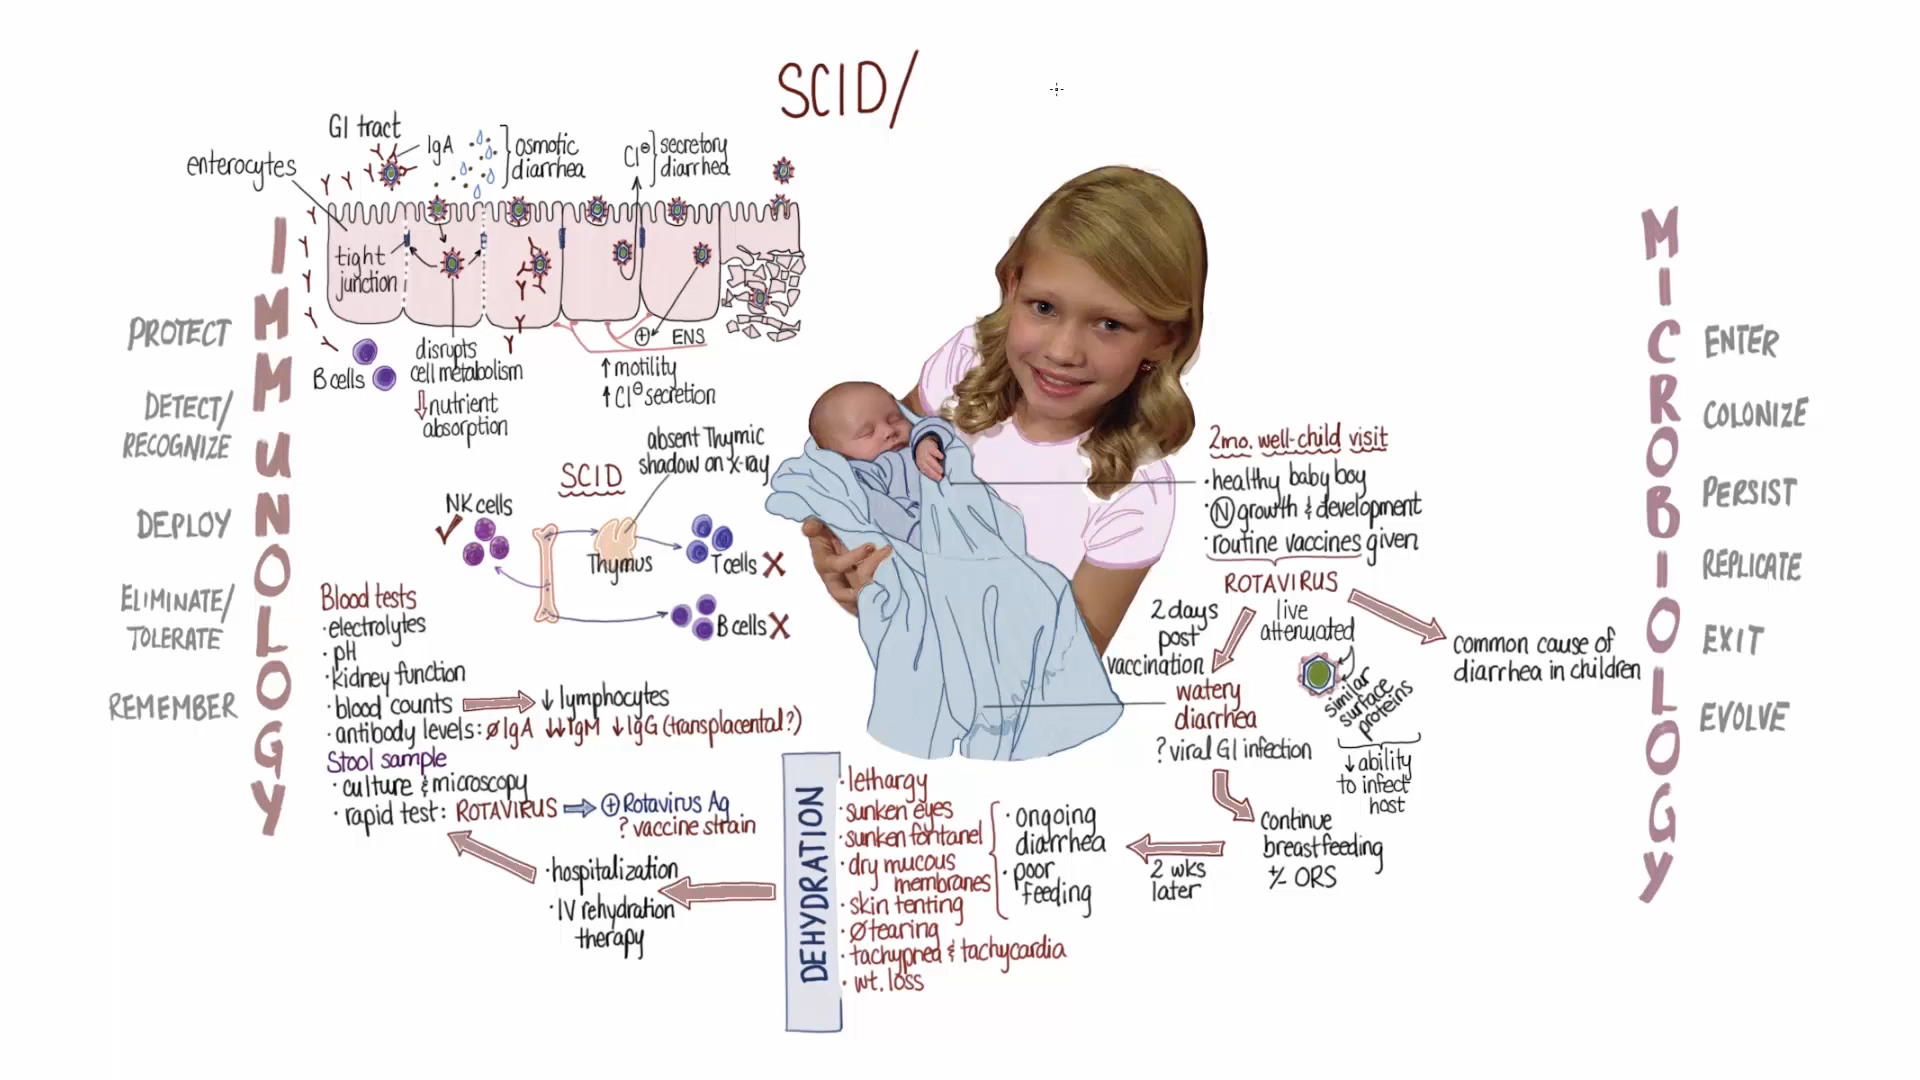 SCID/
GI tract
enterocytes
IgA
osmotic
diarrhea
Cl⊖
secretory
diarrhea
tight
junction
B cells
disrupts
cell metabolism
⇩nutrient
absorption
⊕
ENS
↑motility
↑Cl⊖secretion
IMMUNOLOGY
PROTECT
DETECT/
RECOGNIZE
DEPLOY
ELIMINATE/
TOLERATE
REMEMBER
SCID
absent Thymic
shadow on x-ray
NK cells
✓
Thymus
T cells X
B cells X
Blood tests
·electrolytes
·pH
·kidney function
·blood counts → ↓ lymphocytes
·antibody levels: ØIgA ↓↓IgM ↓IgG (transplacental?)
Stool sample
·culture & microscopy
·rapid test: ROTAVIRUS ⇒ ⊕Rotavirus Ag
? vaccine strain
·hospitalization
·IV rehydration
therapy
DEHYDRATION
·lethargy
·sunken eyes
·sunken fontanel
·dry mucous
membranes
·skin tenting
·Øtearing
·tachypnea & tachycardia
·wt. loss
·ongoing
diarrhea
·poor
feeding
2 wks
later
continue
breastfeeding
+/- ORS
2mo. well-child visit
·healthy baby boy
·Ⓝ growth & development
·routine vaccines given
ROTAVIRUS
live
attenuated
2 days
post
vaccination
watery
diarrhea
? viral GI infection
similar
surface
proteins
↓ability
to infect
host
common cause of
diarrhea in children
MICROBIOLOGY
ENTER
COLONIZE
PERSIST
REPLICATE
EXIT
EVOLVE